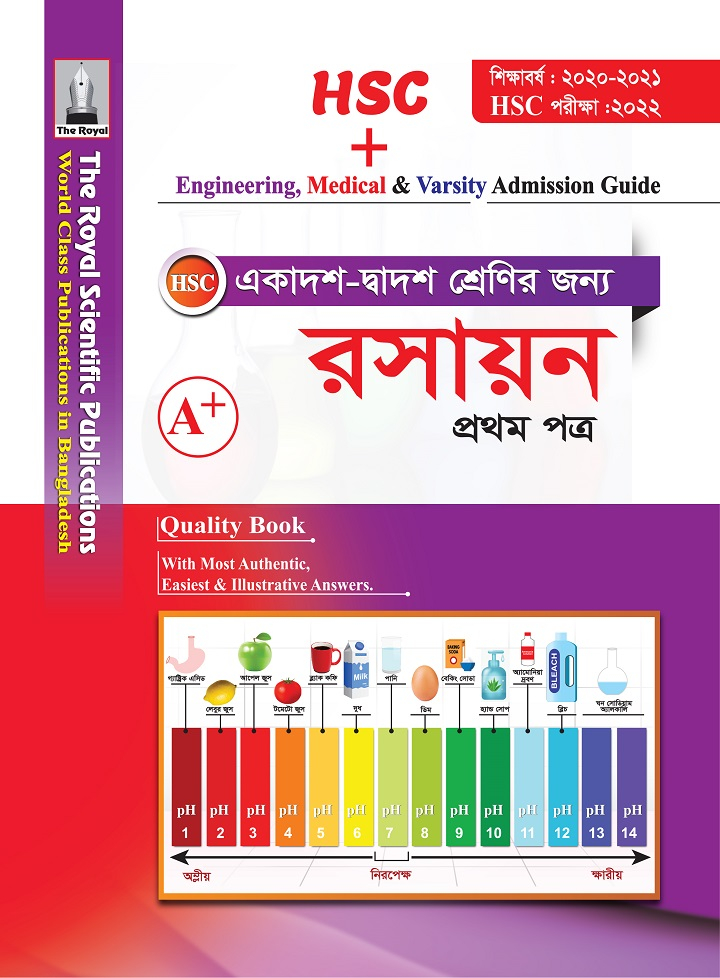 The Royal
The Royal Scientific Publications
World Class Publications in Bangladesh
HSC
+
Engineering, Medical & Varsity Admission Guide
শিক্ষাবর্ষ : ২০২০-২০২১
HSC পরীক্ষা :২০২২
HSC
একাদশ-দ্বাদশ শ্রেণির জন্য
রসায়ন
প্রথম পত্র
A+
Quality Book
With Most Authentic,
Easiest & Illustrative Answers.
গ্যাষ্ট্রিক এসিড
লেবুর জুস
আপেল জুস
টমেটো জুস
ব্ল্যাক কফি
Milk
দুধ
পানি
ডিম
BAKING SODA
বেকিং সোডা
হ্যান্ড সোপ
অ্যামোনিয়া
দ্রবণ
BLEACH
ব্লিচ
ঘন সোডিয়াম
অ্যালকালি
pH pH pH pH pH pH pH pH pH pH pH pH pH pH
1 2 3 4 5 6 7 8 9 10 11 12 13 14
অম্লীয় নিরপেক্ষ ক্ষারীয়